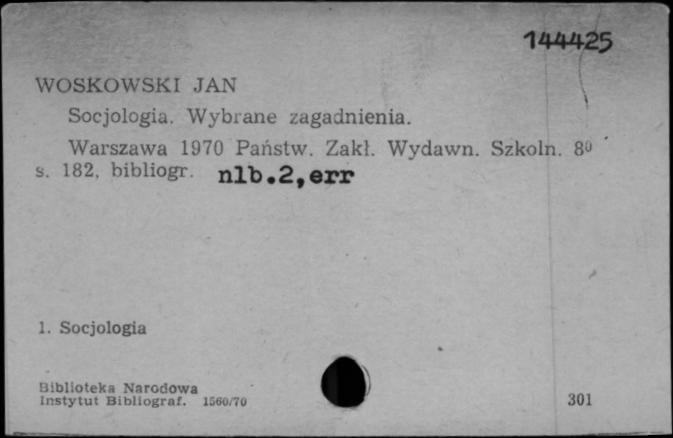 144425
WOSKOWSKI JAN
Socjologia. Wybrane zagadnienia.
Warszawa 1970 Państw. Zakł. Wydawn. Szkoln. 8⁰
s. 182, bibliogr. nlb.2,err
1. Socjologia
Biblioteka Narodowa
Instytut Bibliograf. 1560/70
301